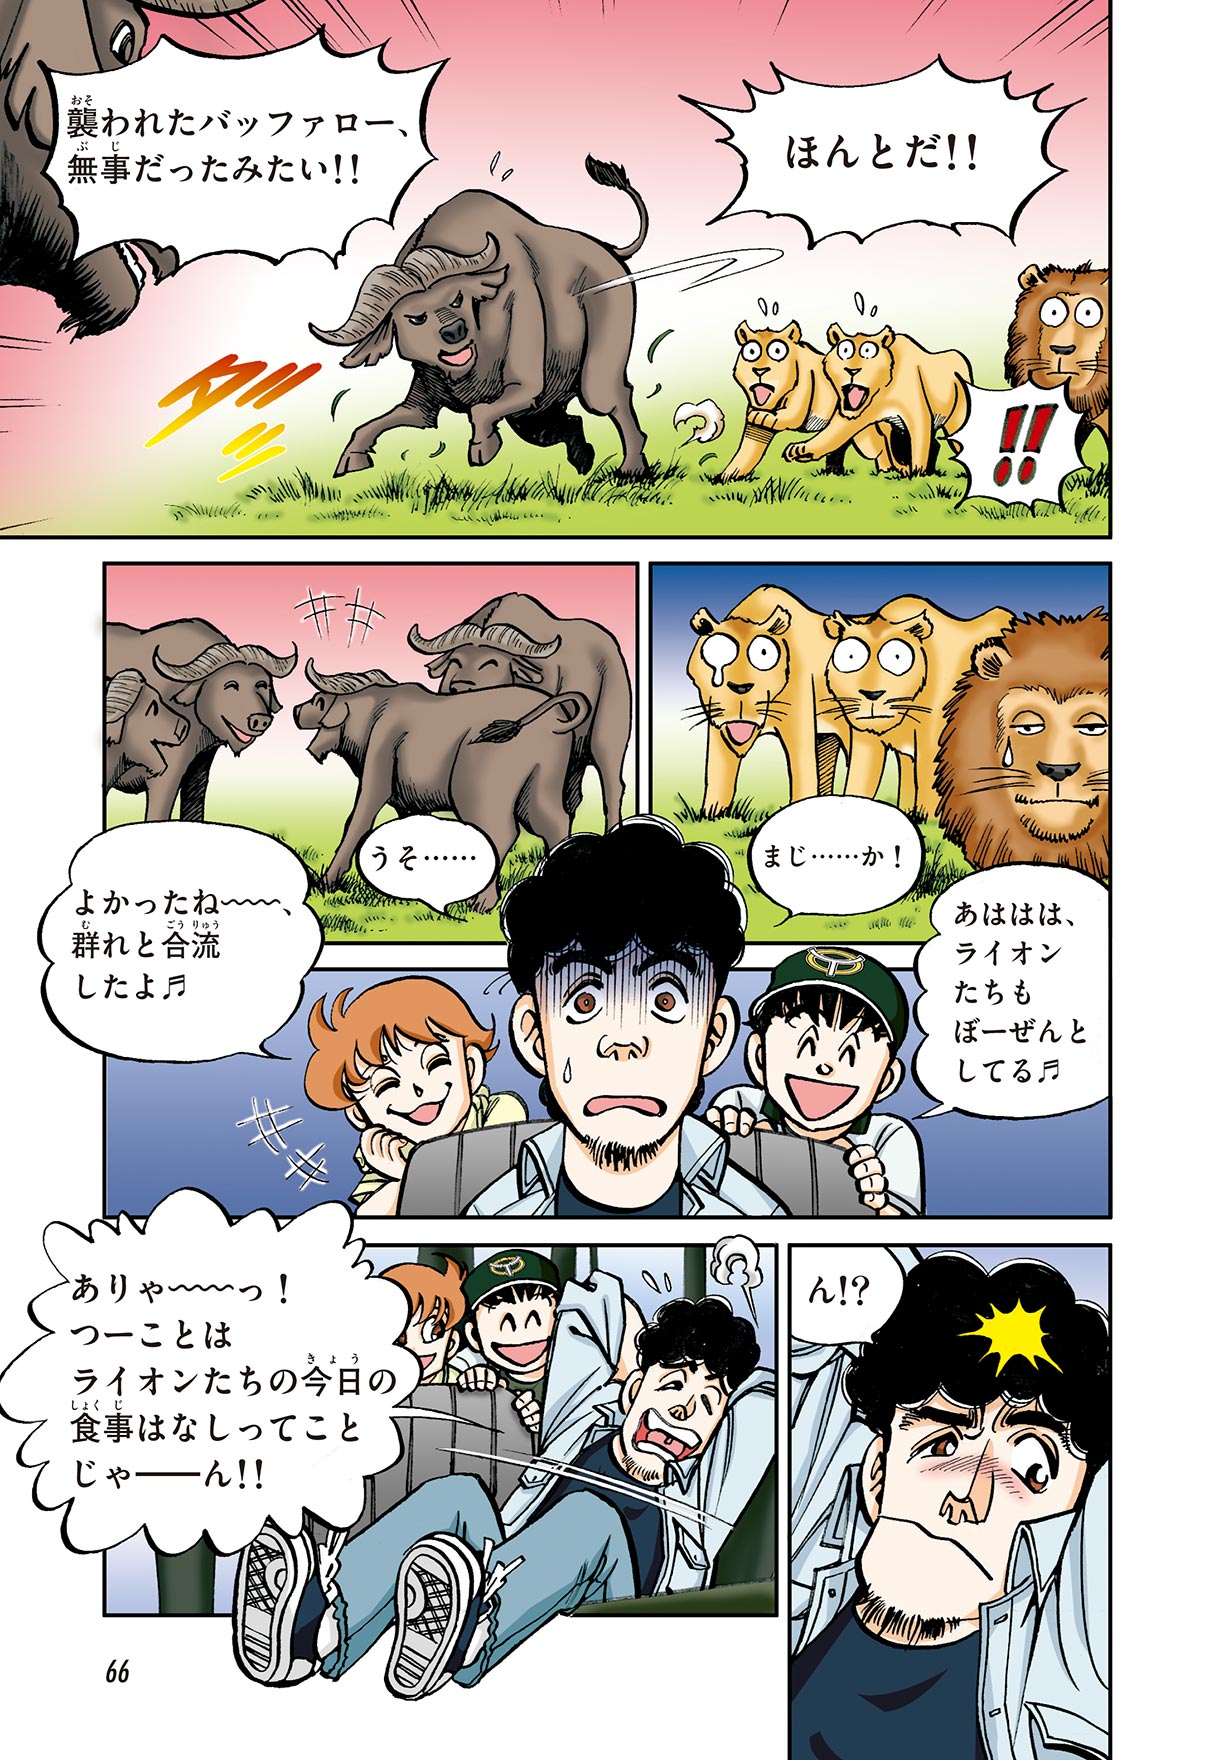 ほんとだ!!
襲われたバッファロー、
無事だったみたい!!
!!
ダッ
まじ……か！
うそ……
あははは、
ライオン
たちも
ぼーぜんと
してる♬
よかったね〜〜、
群れと合流
したよ♬
ん!?
ありゃ〜〜っ！
つーことは
ライオンたちの今日の
食事はなしってこと
じゃ――ん!!
66